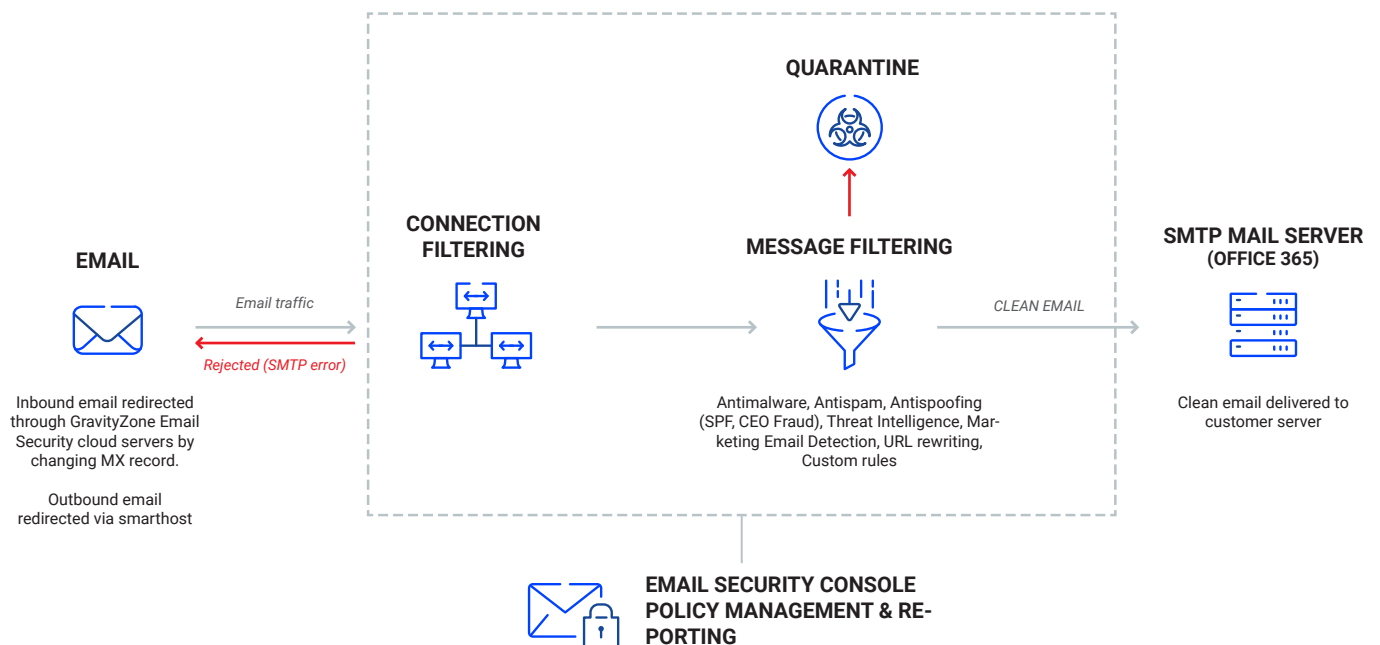 QUARANTINE
CONNECTION
FILTERING
MESSAGE FILTERING
SMTP MAIL SERVER
(OFFICE 365)
EMAIL
Email traffic
CLEAN EMAIL
Rejected (SMTP error)
Inbound email redirected
through GravityZone Email
Security cloud servers by
changing MX record.
Outbound email
redirected via smarthost
Antimalware, Antispam, Antispoofing
(SPF, CEO Fraud), Threat Intelligence, Mar-
keting Email Detection, URL rewriting,
Custom rules
Clean email delivered to
customer server
EMAIL SECURITY CONSOLE
POLICY MANAGEMENT & RE-
PORTING